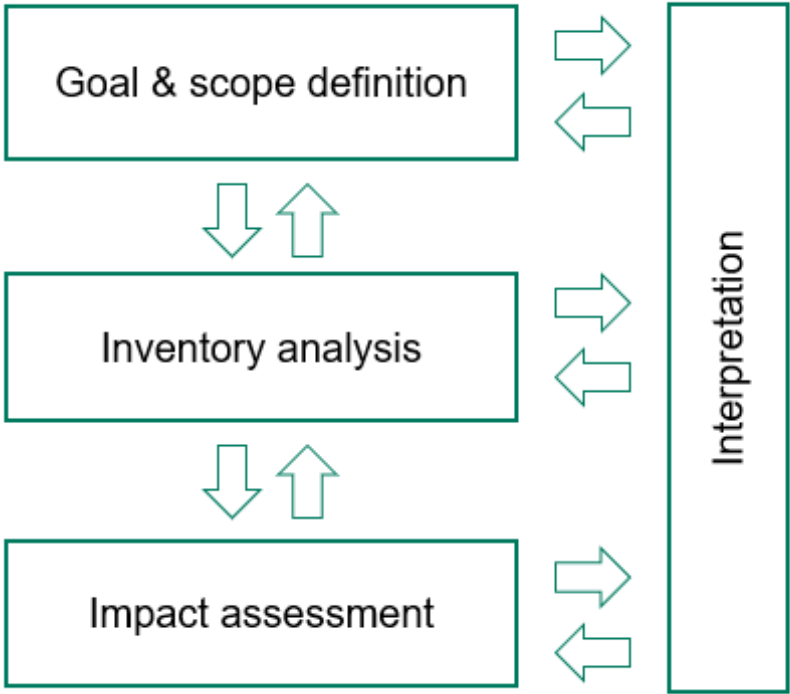 Goal & scope definition
Inventory analysis
Impact assessment
Interpretation